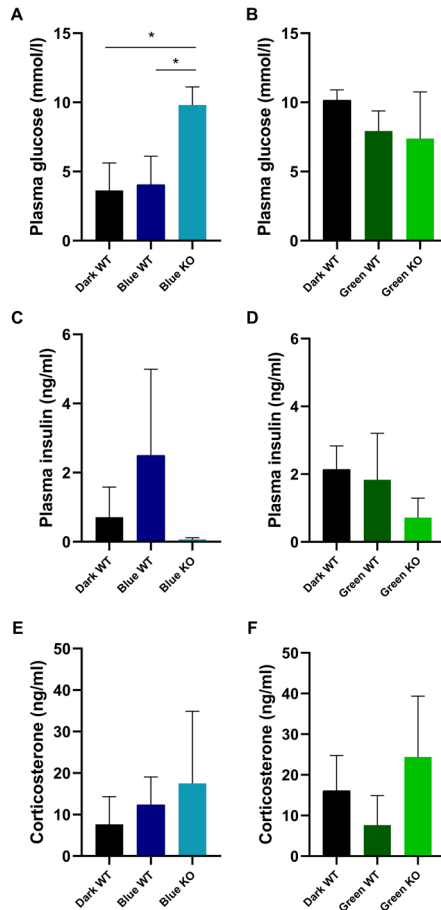 A
Plasma glucose (mmol/l)
15
10
5
0
*
*
Dark WT
Blue WT
Blue KO
B
Plasma glucose (mmol/l)
15
10
5
0
Dark WT
Green WT
Green KO
C
Plasma insulin (ng/ml)
6
4
2
0
Dark WT
Blue WT
Blue KO
D
Plasma insulin (ng/ml)
6
4
2
0
Dark WT
Green WT
Green KO
E
Corticosterone (ng/ml)
50
40
30
20
10
0
Dark WT
Blue WT
Blue KO
F
Corticosterone (ng/ml)
50
40
30
20
10
0
Dark WT
Green WT
Green KO